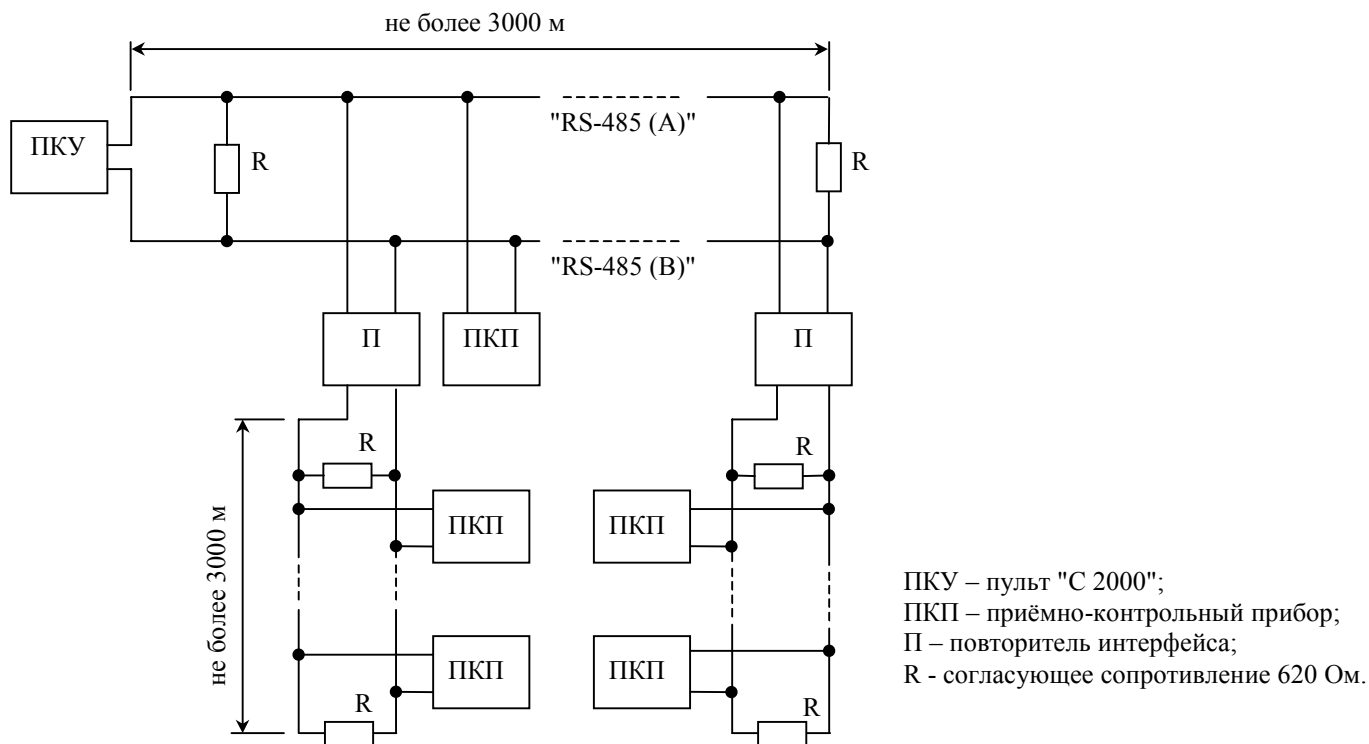 не более 3000 м
"RS-485 (А)"
ПКУ
R
R
"RS-485 (В)"
П
ПКП
П
R
R
не более 3000 м
ПКП
ПКП
ПКП
ПКП
R
R
ПКУ – пульт "С 2000";
ПКП – приёмно-контрольный прибор;
П – повторитель интерфейса;
R - согласующее сопротивление 620 Ом.